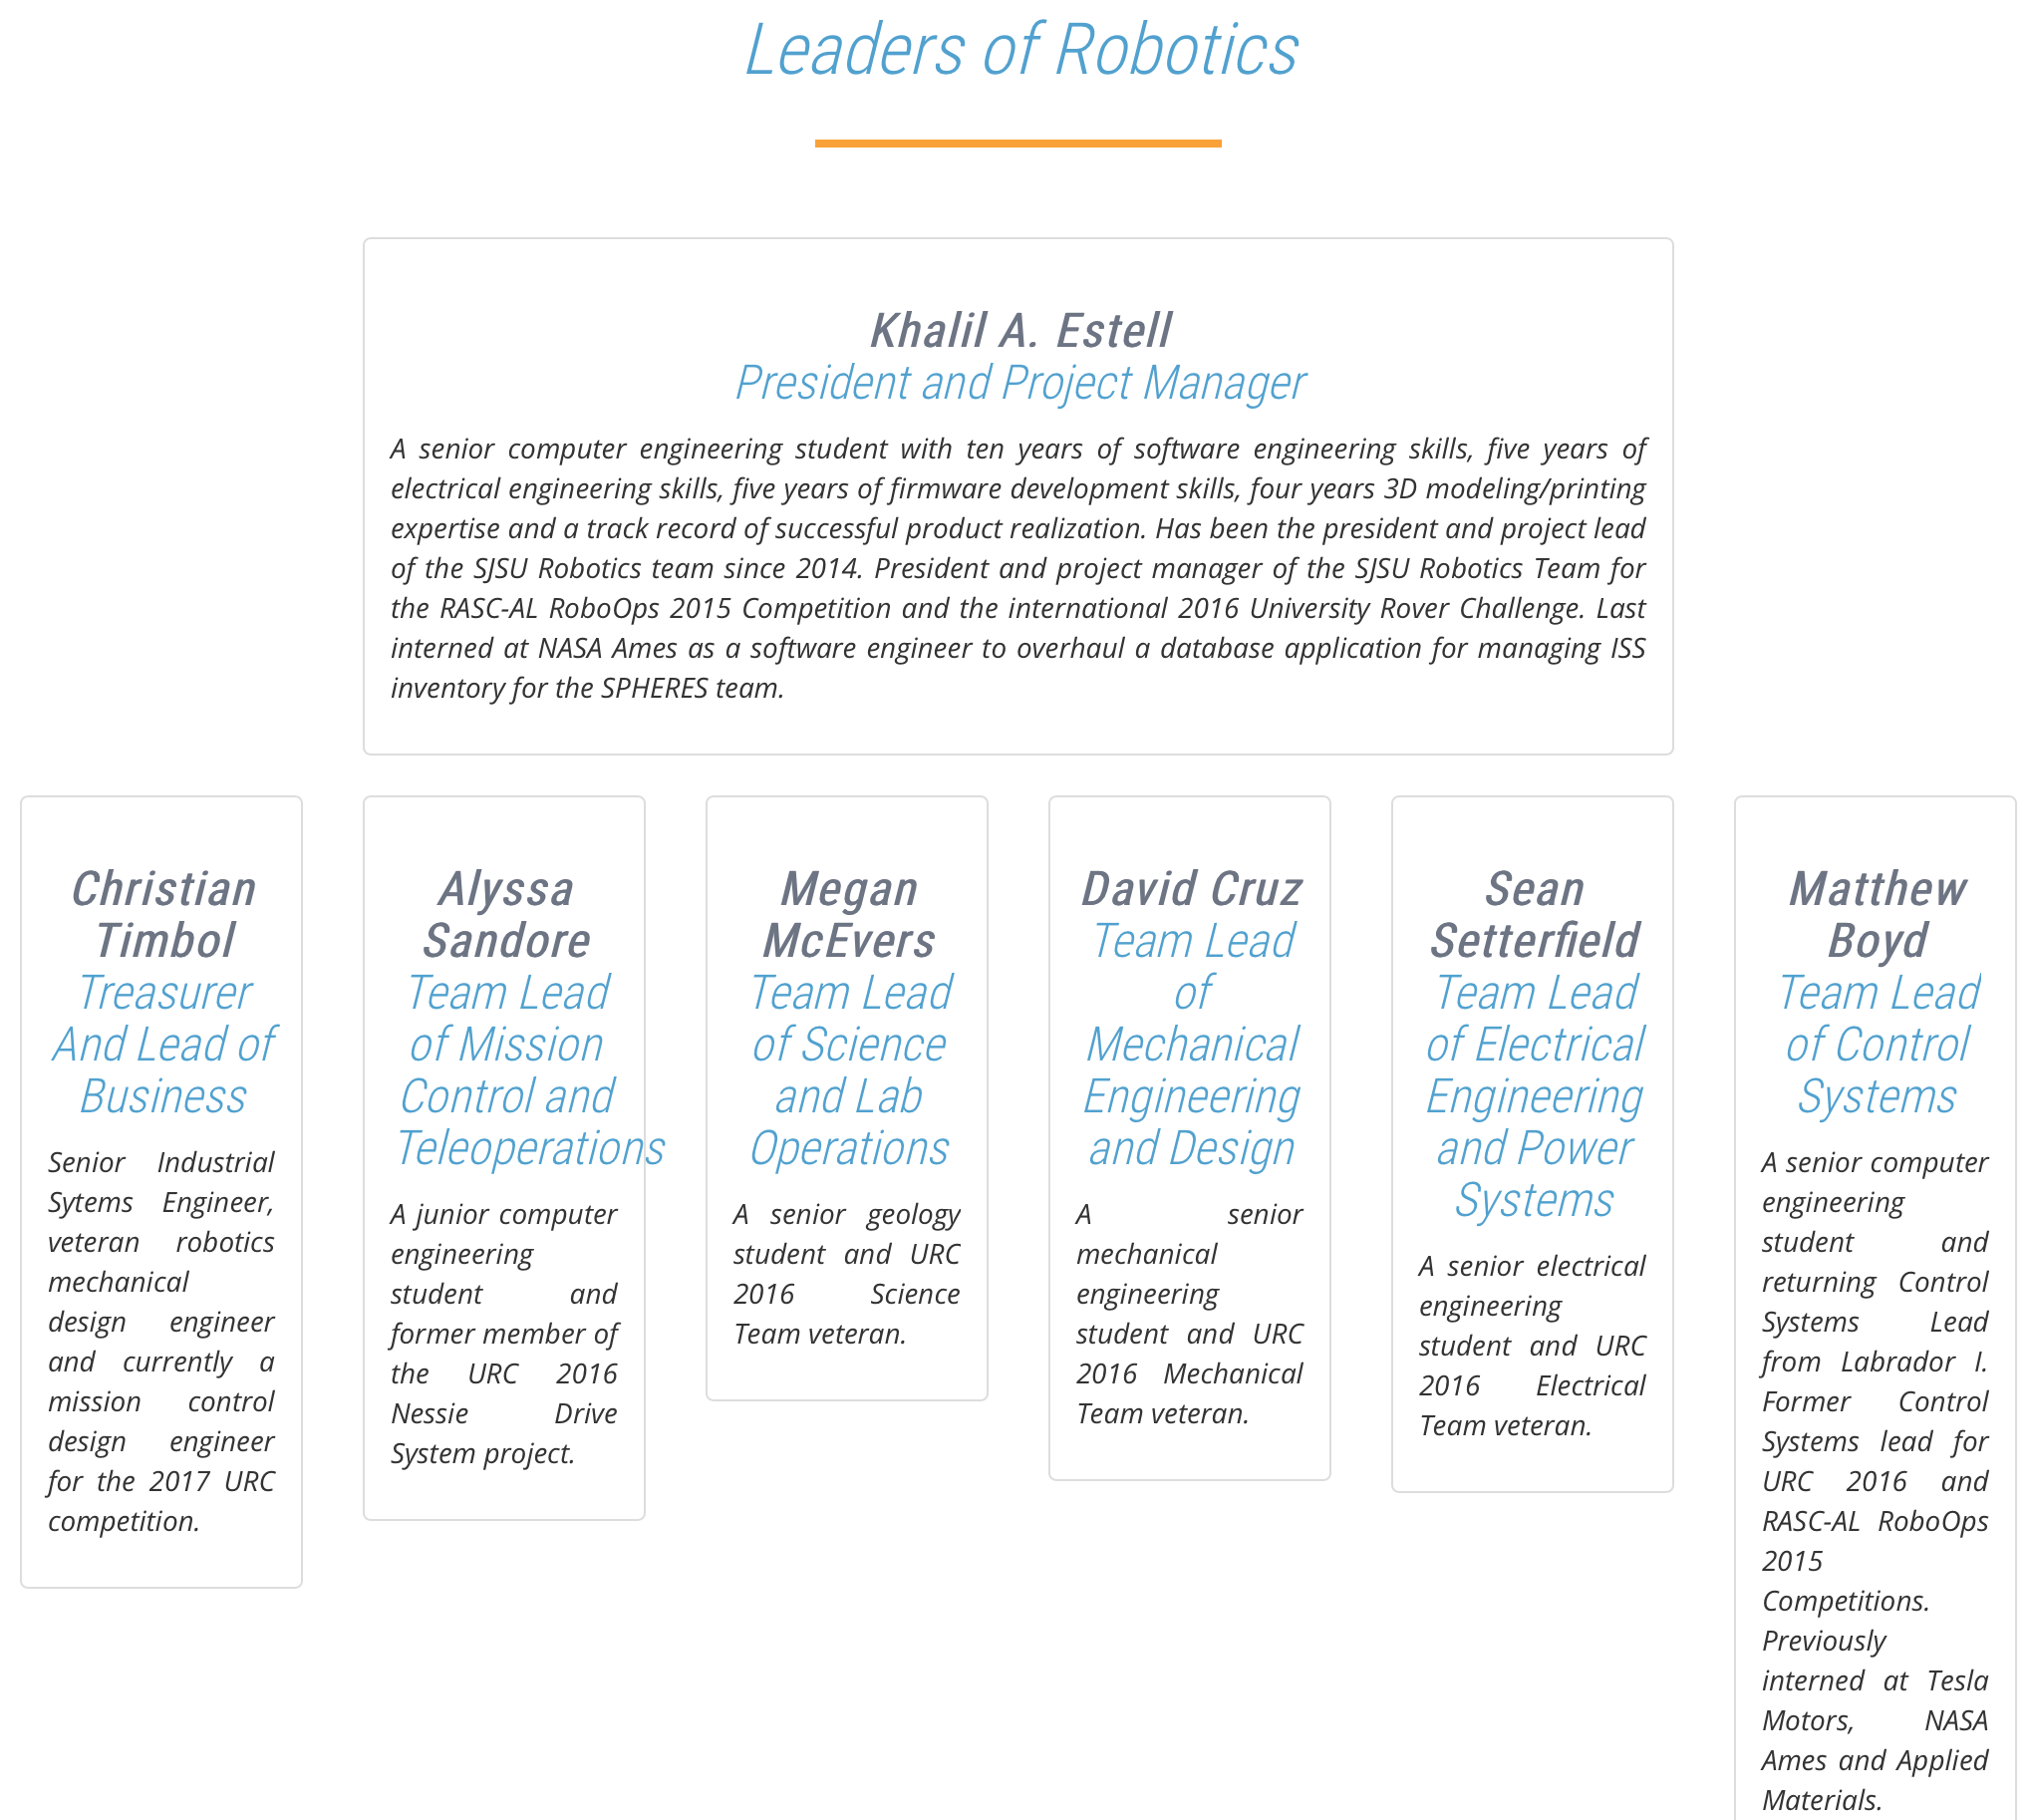 Leaders of Robotics
Khalil A. Estell
President and Project Manager
A senior computer engineering student with ten years of software engineering skills, five years of
electrical engineering skills, five years of firmware development skills, four years 3D modeling/printing
expertise and a track record of successful product realization. Has been the president and project lead
of the SJSU Robotics team since 2014. President and project manager of the SJSU Robotics Team for
the RASC-AL RoboOps 2015 Competition and the international 2016 University Rover Challenge. Last
interned at NASA Ames as a software engineer to overhaul a database application for managing ISS
inventory for the SPHERES team.
Christian
Timbol
Treasurer
And Lead of
Business
Senior Industrial
Sytems Engineer,
veteran robotics
mechanical
design engineer
and currently a
mission control
design engineer
for the 2017 URC
competition.
Alyssa
Sandore
Team Lead
of Mission
Control and
Teleoperations
A junior computer
engineering
student and
former member of
the URC 2016
Nessie Drive
System project.
Megan
McEvers
Team Lead
of Science
and Lab
Operations
A senior geology
student and URC
2016 Science
Team veteran.
David Cruz
Team Lead
of
Mechanical
Engineering
and Design
A senior
mechanical
engineering
student and URC
2016 Mechanical
Team veteran.
Sean
Setterfield
Team Lead
of Electrical
Engineering
and Power
Systems
A senior electrical
engineering
student and URC
2016 Electrical
Team veteran.
Matthew
Boyd
Team Lead
of Control
Systems
A senior computer
engineering
student and
returning Control
Systems Lead
from Labrador I.
Former Control
Systems lead for
URC 2016 and
RASC-AL RoboOps
2015
Competitions.
Previously
interned at Tesla
Motors, NASA
Ames and Applied
Materials.